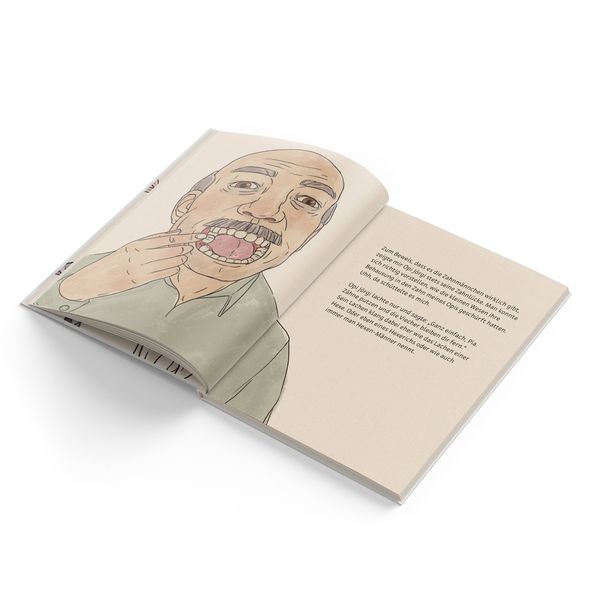 Zum Beweis, dass es die Zahnmännchen wirklich gibt,
zeigte mir Opi Jörgi stets seine Zahnlücke. Man konnte
sich richtig vorstellen, wie die kleinen Wesen ihre
Behausung in den Zahn meines Opis geschürft hatten.
Uhh, da schüttelte es mich.
Opi Jörgi lachte nur und sagte: „Ganz einfach, Pia.
Zähne putzen und die Viecher bleiben dir fern.“
Sein Lachen klang dabei eher wie das Lachen einer
Hexe. Oder eben eines Hexerichs oder wie auch
immer man Hexen-Männer nennt.